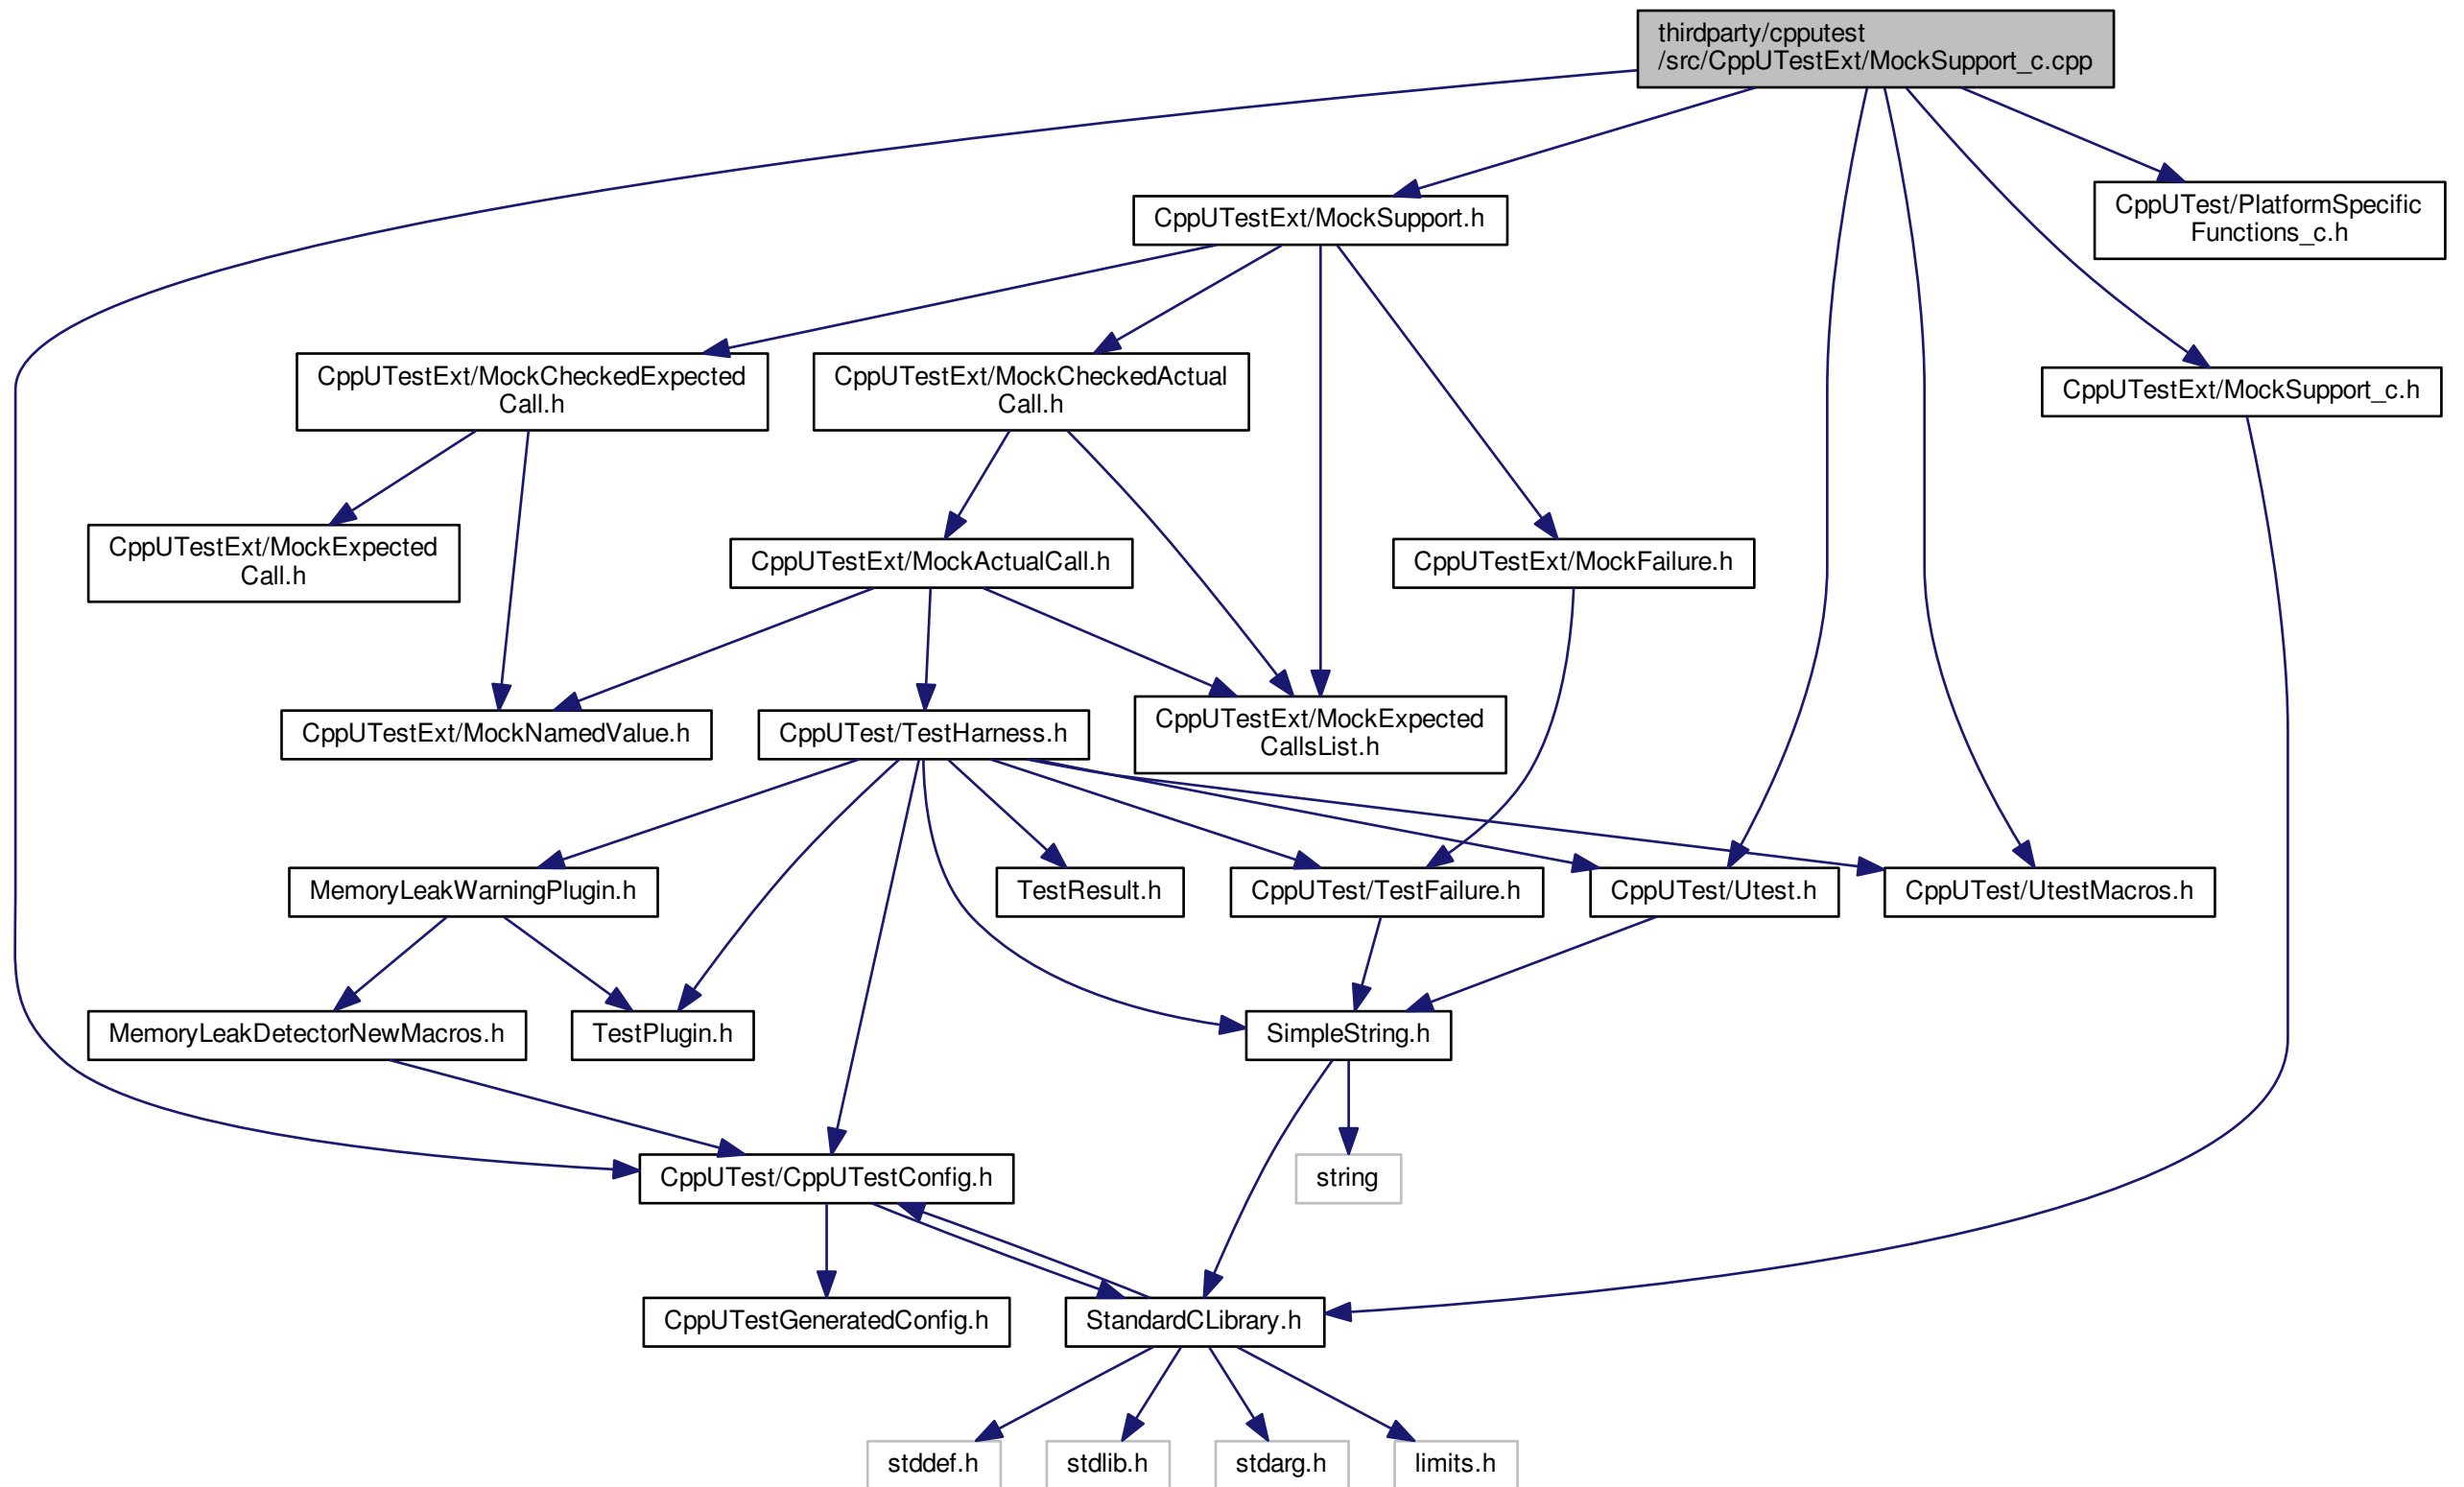 thirdparty/cpputest
/src/CppUTestExt/MockSupport_c.cpp
CppUTest/PlatformSpecific
Functions_c.h
CppUTestExt/MockSupport.h
CppUTestExt/MockCheckedExpected
Call.h
CppUTestExt/MockCheckedActual
Call.h
CppUTestExt/MockSupport_c.h
CppUTestExt/MockExpected
Call.h
CppUTestExt/MockActualCall.h
CppUTestExt/MockFailure.h
CppUTestExt/MockNamedValue.h
CppUTest/TestHarness.h
CppUTestExt/MockExpected
CallsList.h
MemoryLeakWarningPlugin.h
TestResult.h
CppUTest/TestFailure.h
CppUTest/Utest.h
CppUTest/UtestMacros.h
MemoryLeakDetectorNewMacros.h
TestPlugin.h
SimpleString.h
CppUTest/CppUTestConfig.h
string
CppUTestGeneratedConfig.h
StandardCLibrary.h
stddef.h
stdlib.h
stdarg.h
limits.h